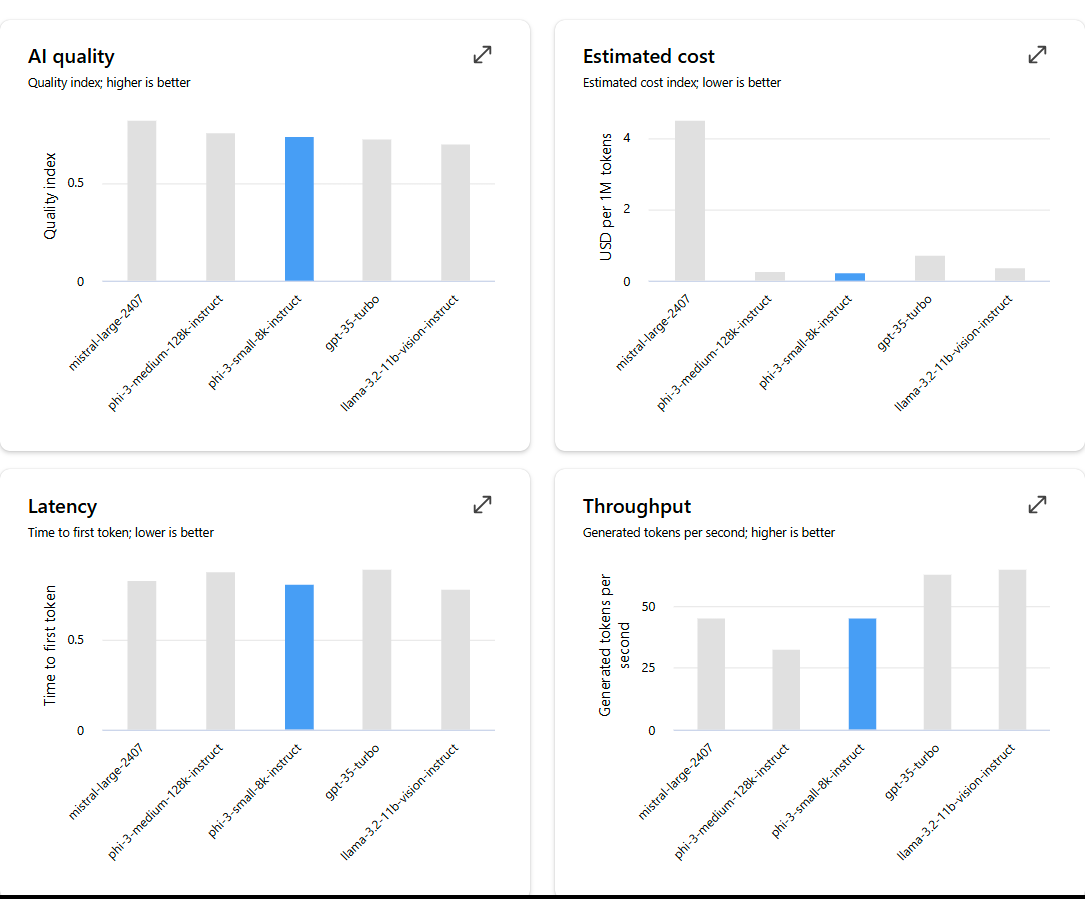 AI quality
Quality index; higher is better
Quality index
0.5
0
mistral-large-2407
phi-3-medium-128k-instruct
phi-3-small-8k-instruct
gpt-35-turbo
llama-3.2-11b-vision-instruct
Estimated cost
Estimated cost index; lower is better
USD per 1M tokens
4
2
0
mistral-large-2407
phi-3-medium-128k-instruct
phi-3-small-8k-instruct
gpt-35-turbo
llama-3.2-11b-vision-instruct
Latency
Time to first token; lower is better
Time to first token
0.5
0
mistral-large-2407
phi-3-medium-128k-instruct
phi-3-small-8k-instruct
gpt-35-turbo
llama-3.2-11b-vision-instruct
Throughput
Generated tokens per second; higher is better
Generated tokens per
second
50
25
0
mistral-large-2407
phi-3-medium-128k-instruct
phi-3-small-8k-instruct
gpt-35-turbo
llama-3.2-11b-vision-instruct